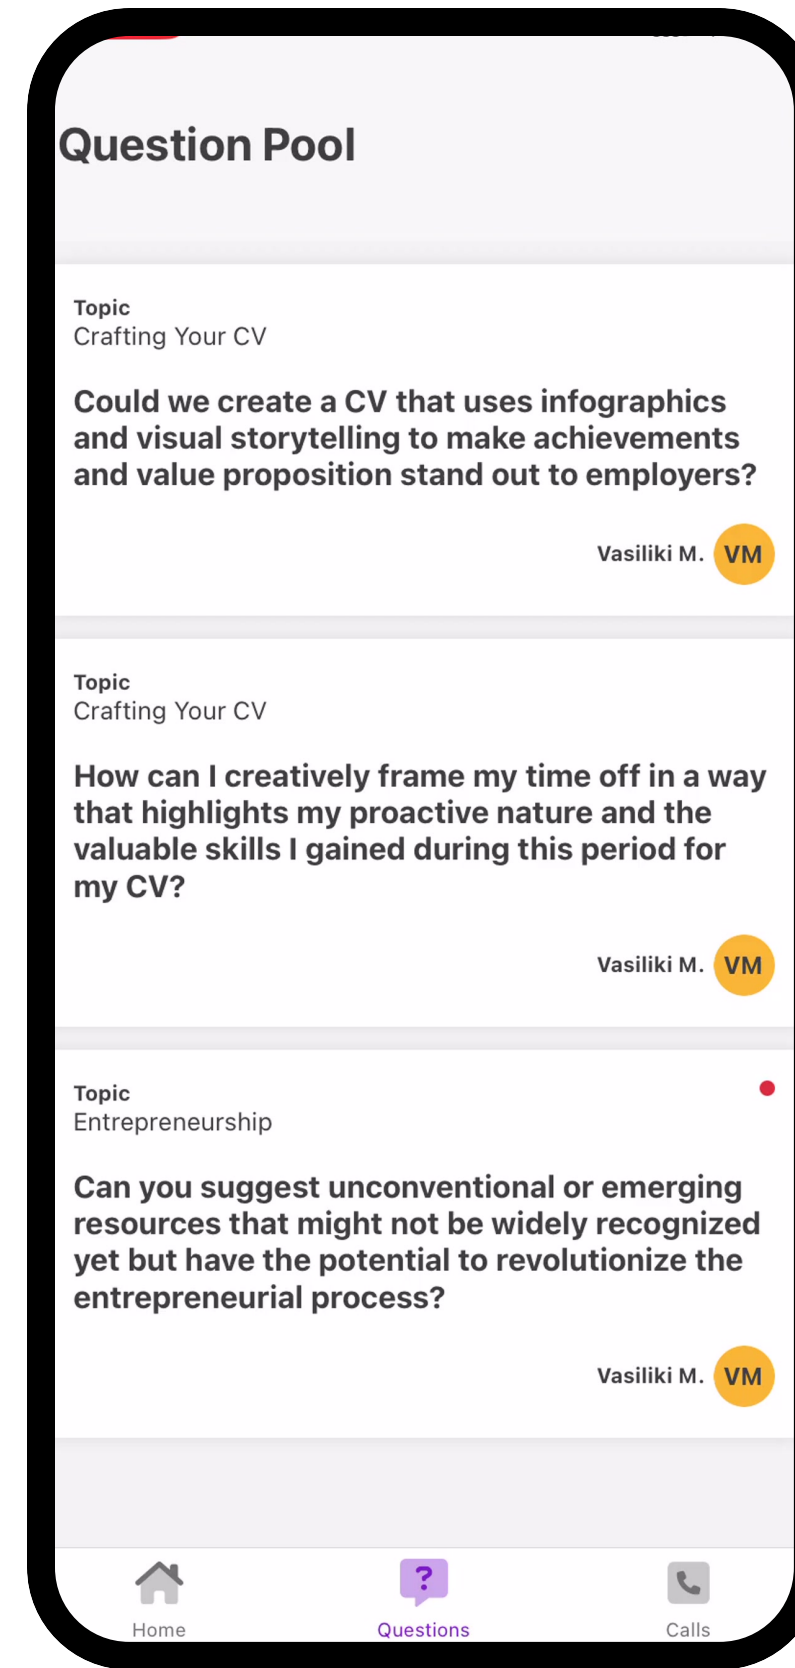 Question Pool
Topic
Crafting Your CV
Could we create a CV that uses infographics
and visual storytelling to make achievements
and value proposition stand out to employers?
Vasiliki M. VM
Topic
Crafting Your CV
How can I creatively frame my time off in a way
that highlights my proactive nature and the
valuable skills I gained during this period for
my CV?
Vasiliki M. VM
Topic
Entrepreneurship
Can you suggest unconventional or emerging
resources that might not be widely recognized
yet but have the potential to revolutionize the
entrepreneurial process?
Vasiliki M. VM
?
Home Questions Calls